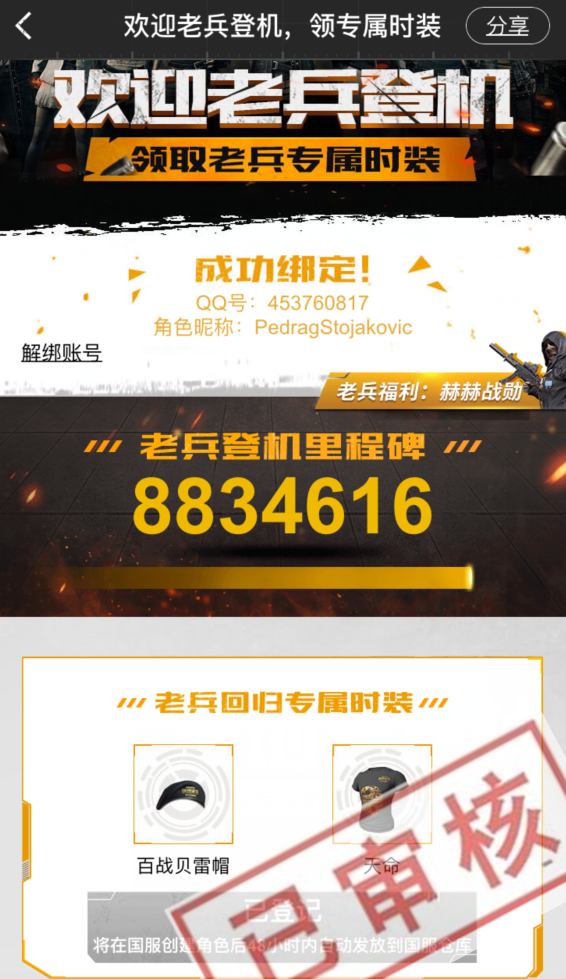 欢迎老兵登机，领专属时装
分享
欢迎老兵登机
领取老兵专属时装
成功绑定！
QQ号：453760817
角色昵称：PedragStojakovic
解绑账号
老兵福利：赫赫战勋
老兵登机里程碑
8834616
老兵回归专属时装
百战贝雷帽
天命
已登记
将在国服创建角色后48小时内自动发放到国服仓库
已审核